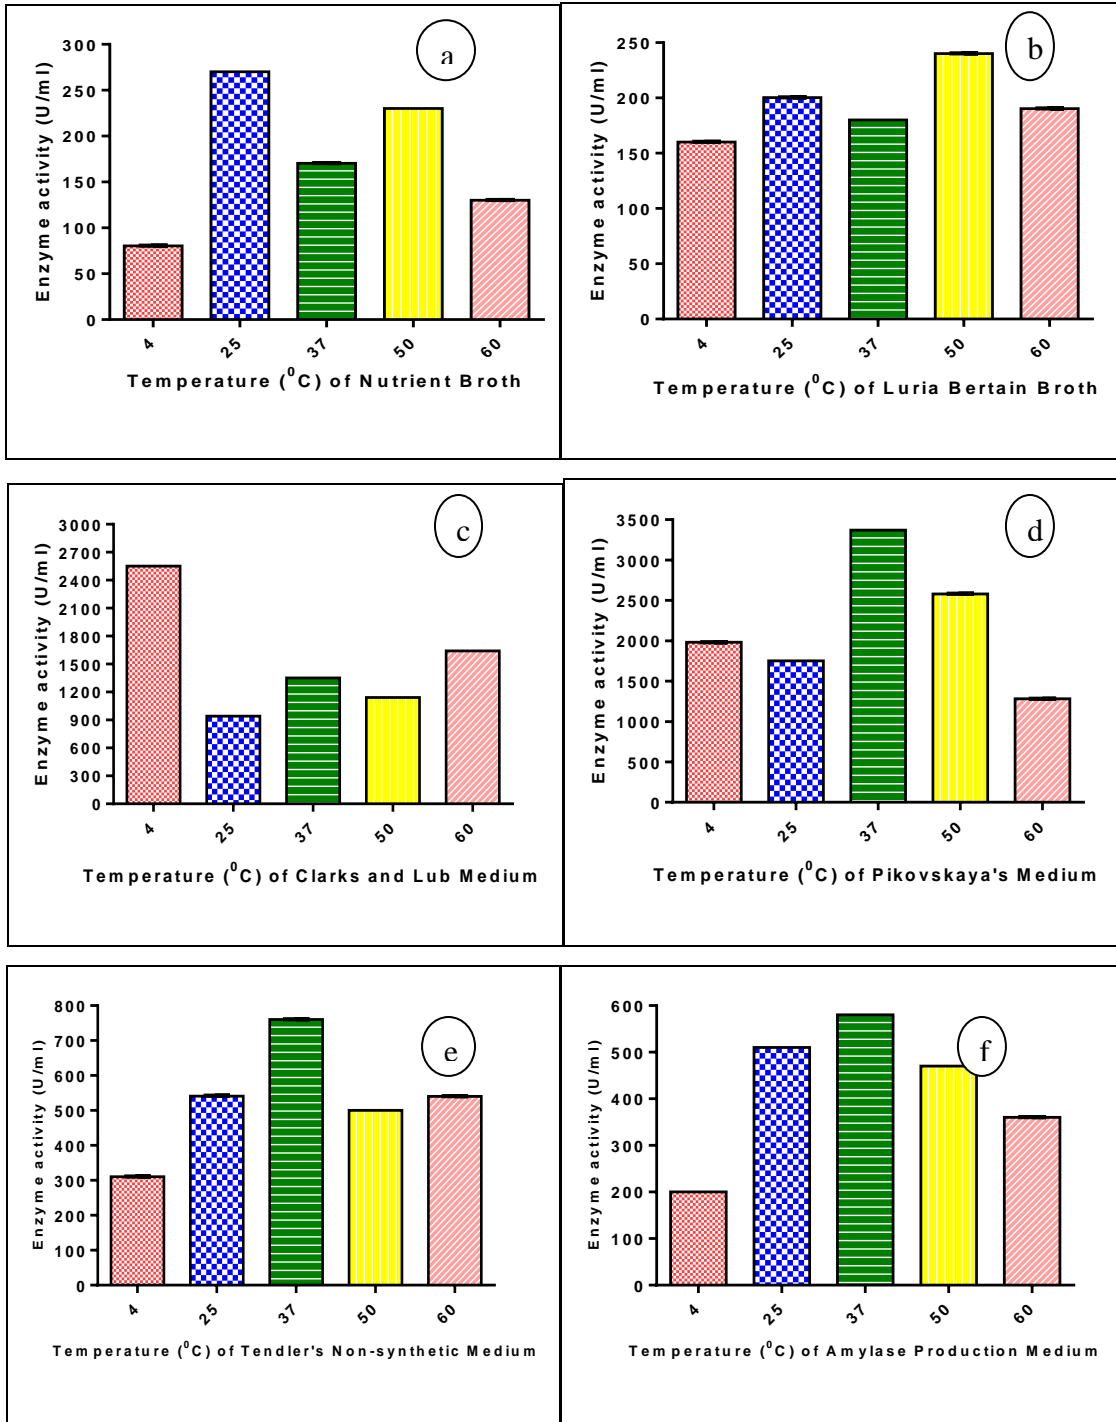 a
Enzyme activity (U/ml)
300
250
200
150
100
50
0
4 25 37 50 60
Temperature (⁰C) of Nutrient Broth
b
Enzyme activity (U/ml)
250
200
150
100
50
0
4 25 37 50 60
Temperature (⁰C) of Luria Bertain Broth
c
Enzyme activity (U/ml)
3000
2700
2400
2100
1800
1500
1200
900
600
300
0
4 25 37 50 60
Temperature (⁰C) of Clarks and Lub Medium
d
Enzyme activity (U/ml)
3500
3000
2500
2000
1500
1000
500
0
4 25 37 50 60
Temperature (⁰C) of Pikovskaya's Medium
e
Enzyme activity (U/ml)
800
700
600
500
400
300
200
100
0
4 25 37 50 60
Temperature (⁰C) of Tendler's Non-synthetic Medium
f
Enzyme activity (U/ml)
600
500
400
300
200
100
0
4 25 37 50 60
Temperature (⁰C) of Amylase Production Medium